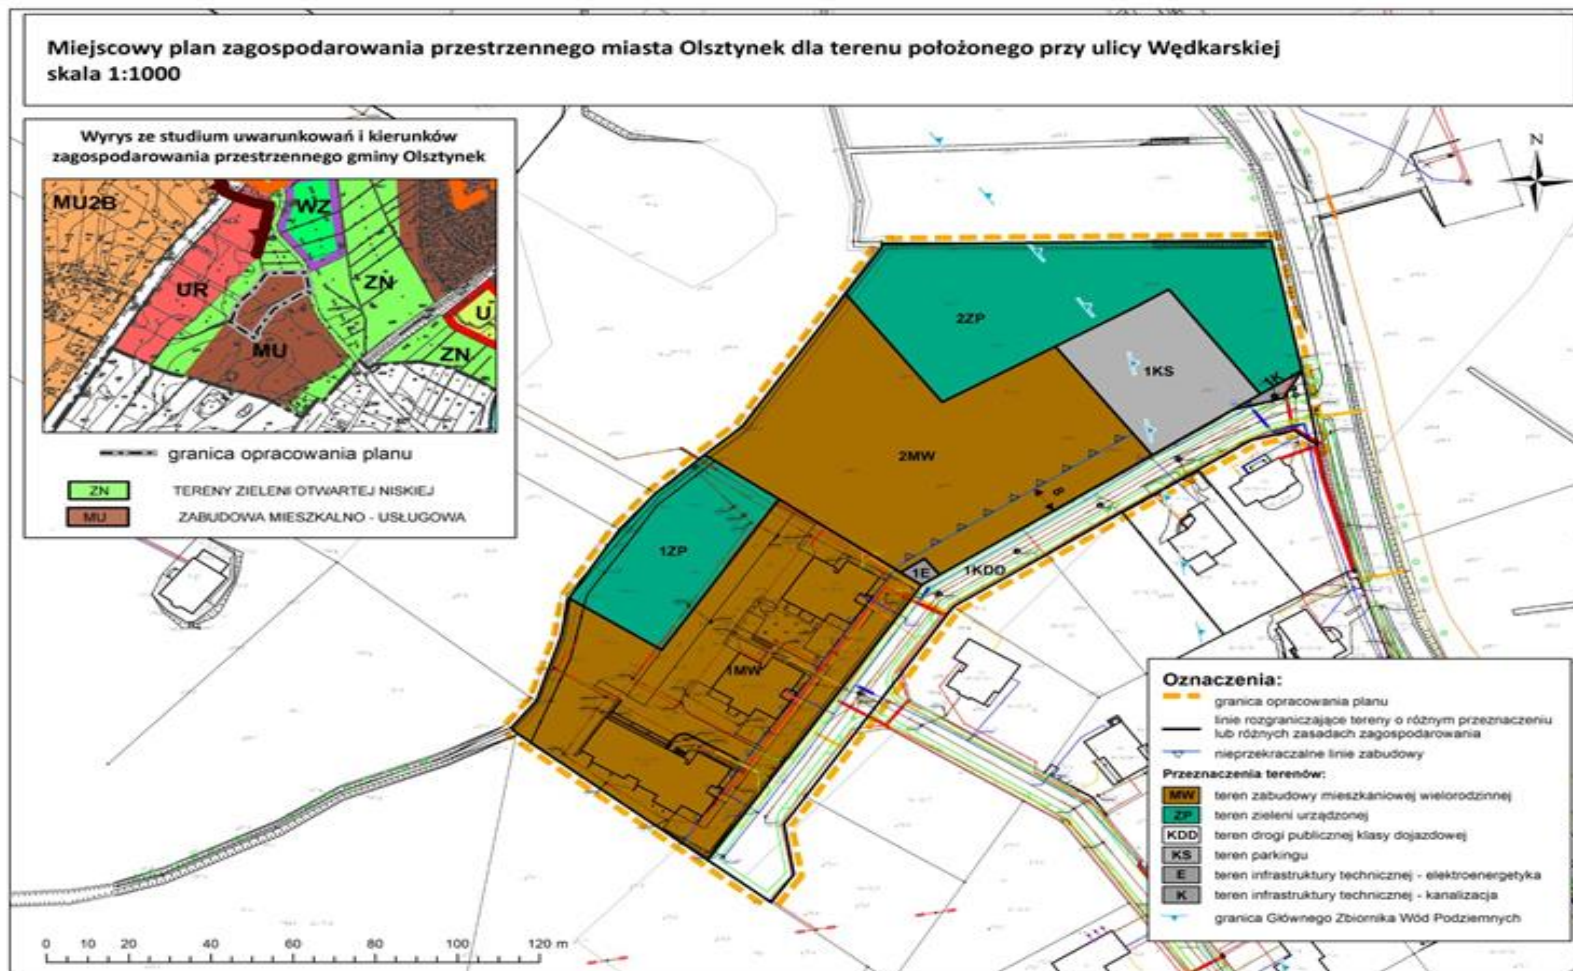 Miejscowy plan zagospodarowania przestrzennego miasta Olsztynek dla terenu położonego przy ulicy Wędkarskiej
skala 1:1000
Wyrys ze studium uwarunkowań i kierunków
zagospodarowania przestrzennego gminy Olsztynek
MU2B
WZ
UR
ZN
U
MU
ZN
granica opracowania planu
ZN TERENY ZIELENI OTWARTEJ NISKIEJ
MU ZABUDOWA MIESZKALNO - USŁUGOWA
N
2ZP
1KS
1K
2MW
8
1ZP
1E
1KDD
1MW
Oznaczenia:
granica opracowania planu
linie rozgraniczające tereny o różnym przeznaczeniu
lub różnych zasadach zagospodarowania
nieprzekraczalne linie zabudowy
Przeznaczenia terenów:
MW teren zabudowy mieszkaniowej wielorodzinnej
ZP teren zieleni urządzonej
KDD teren drogi publicznej klasy dojazdowej
KS teren parkingu
E teren infrastruktury technicznej - elektroenergetyka
K teren infrastruktury technicznej - kanalizacja
granica Głównego Zbiornika Wód Podziemnych
0 10 20 40 60 80 100 120 m